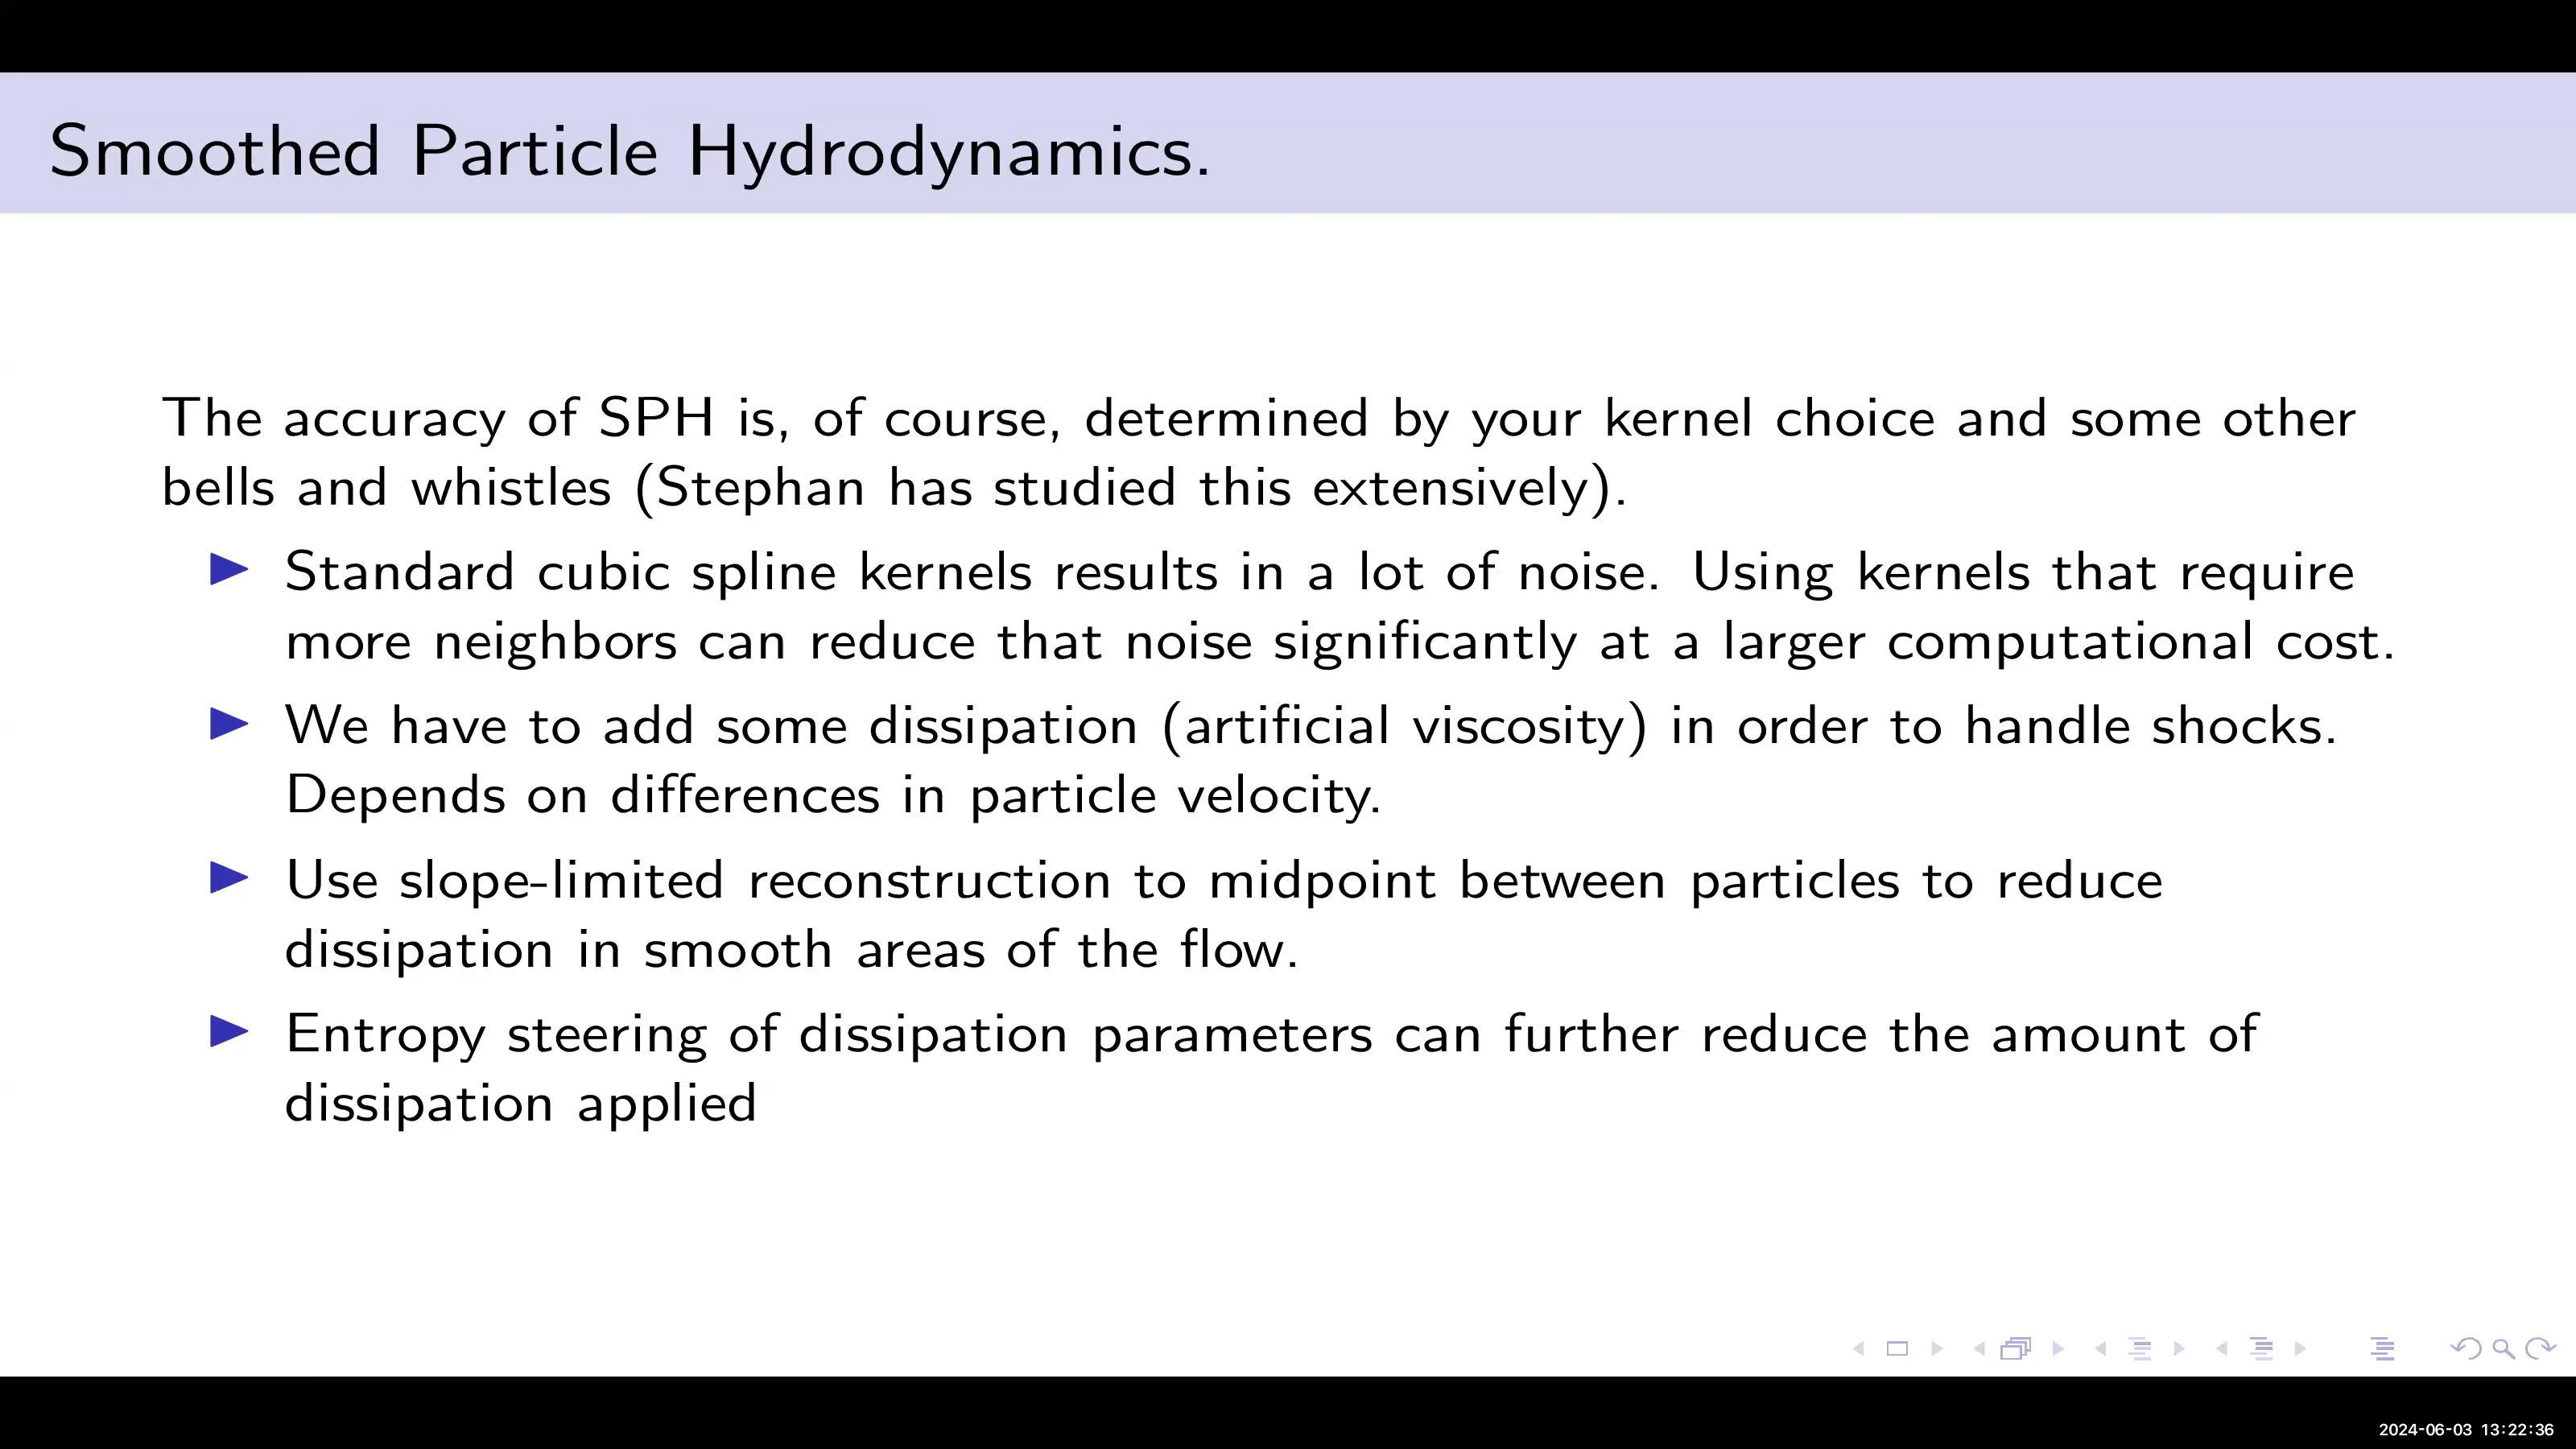 Smoothed Particle Hydrodynamics.
The accuracy of SPH is, of course, determined by your kernel choice and some other
bells and whistles (Stephan has studied this extensively).
Standard cubic spline kernels results in a lot of noise. Using kernels that require
more neighbors can reduce that noise significantly at a larger computational cost.
We have to add some dissipation (artificial viscosity) in order to handle shocks.
Depends on differences in particle velocity.
Use slope-limited reconstruction to midpoint between particles to reduce
dissipation in smooth areas of the flow.
Entropy steering of dissipation parameters can further reduce the amount of
dissipation applied
2024-06-03 13:22:36